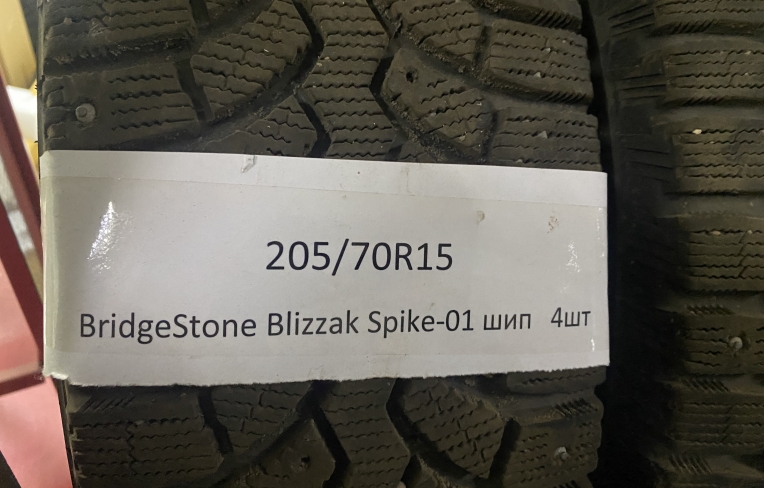 205/70R15
BridgeStone Blizzak Spike-01 шип 4шт